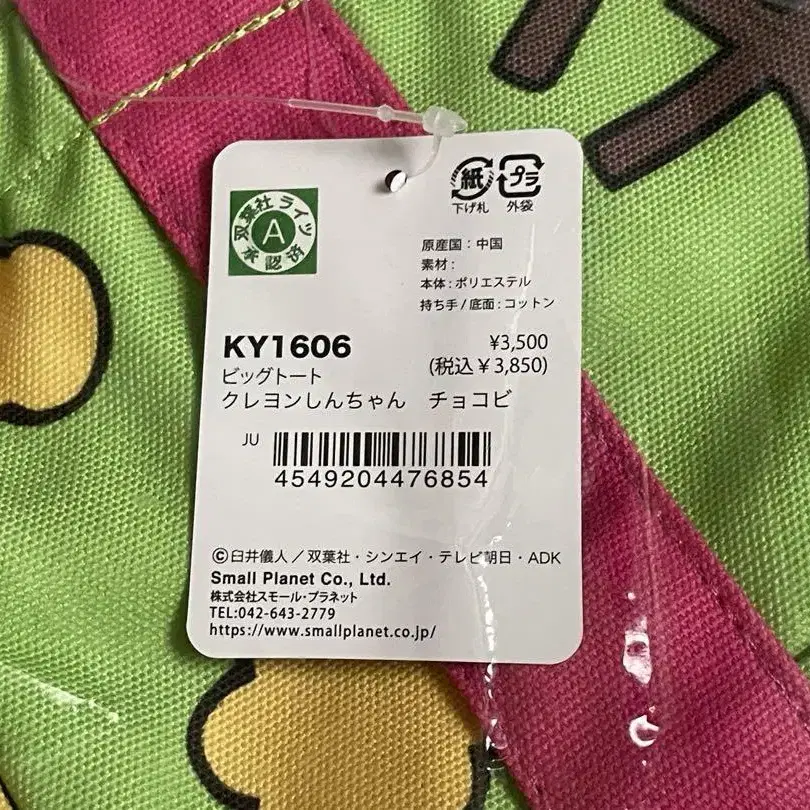 紙
プラ
下げ札
外袋
双葉社ライツ
A
承認済
原産国：中国
素材：
本体：ポリエステル
持ち手/底面：コットン
KY1606
¥3,500
ビッグトート
(税込￥3,850)
クレヨンしんちゃん　チョコビ
JU
4549204476854
©臼井儀人／双葉社・シンエイ・テレビ朝日・ADK
Small Planet Co., Ltd.
株式会社スモール・プラネット
TEL:042-643-2779
https://www.smallplanet.co.jp/